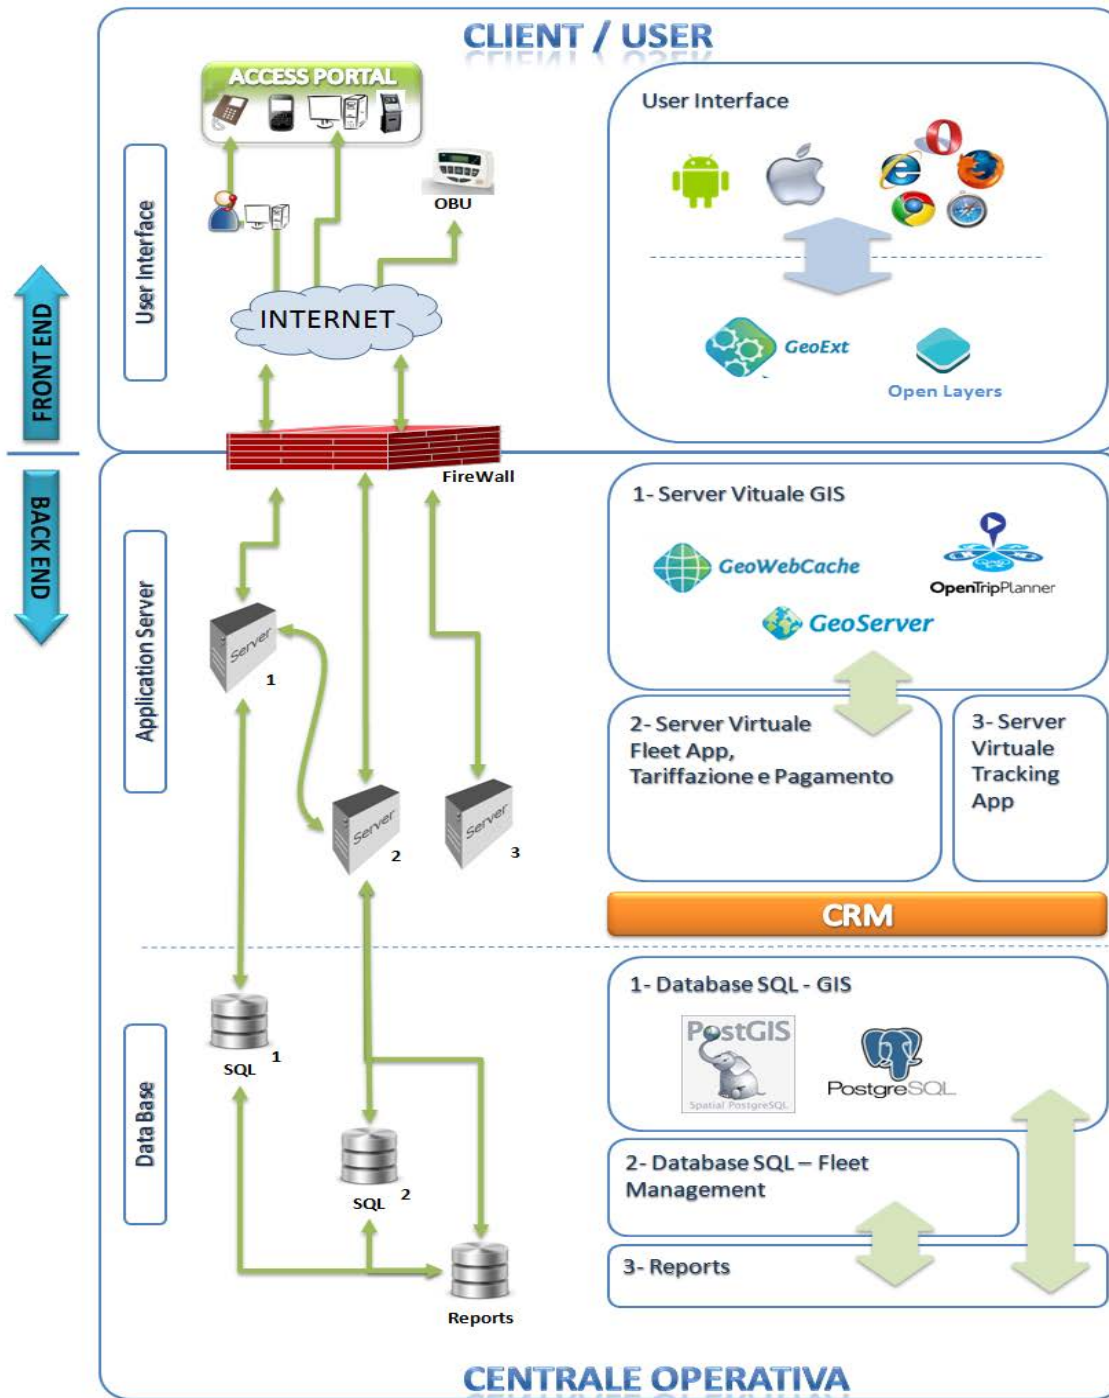 CLIENT / USER
ACCESS PORTAL
OBU
INTERNET
User Interface
FRONT END
User Interface
GeoExt
Open Layers
FireWall
BACK END
Application Server
Server
1
Server
2
Server
3
1- Server Vituale GIS
GeoWebCache
OpenTripPlanner
GeoServer
2- Server Virtuale
Fleet App,
Tariffazione e Pagamento
3- Server
Virtuale
Tracking
App
CRM
Data Base
SQL
1
SQL
2
Reports
1- Database SQL - GIS
PostGIS
Spatial PostgreSQL
PostgreSQL
2- Database SQL – Fleet
Management
3- Reports
CENTRALE OPERATIVA